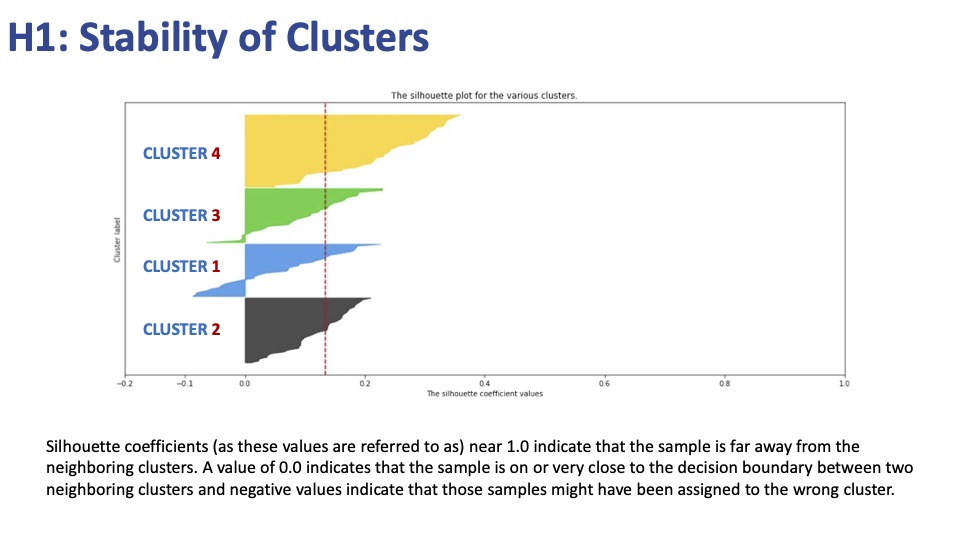 H1: Stability of Clusters
The silhouette plot for the various clusters.
CLUSTER 4
CLUSTER 3
CLUSTER 1
CLUSTER 2
Cluster label
−0.2 −0.1 0.0 0.2 0.4 0.6 0.8 1.0
The silhouette coefficient values
Silhouette coefficients (as these values are referred to as) near 1.0 indicate that the sample is far away from the
neighboring clusters. A value of 0.0 indicates that the sample is on or very close to the decision boundary between two
neighboring clusters and negative values indicate that those samples might have been assigned to the wrong cluster.